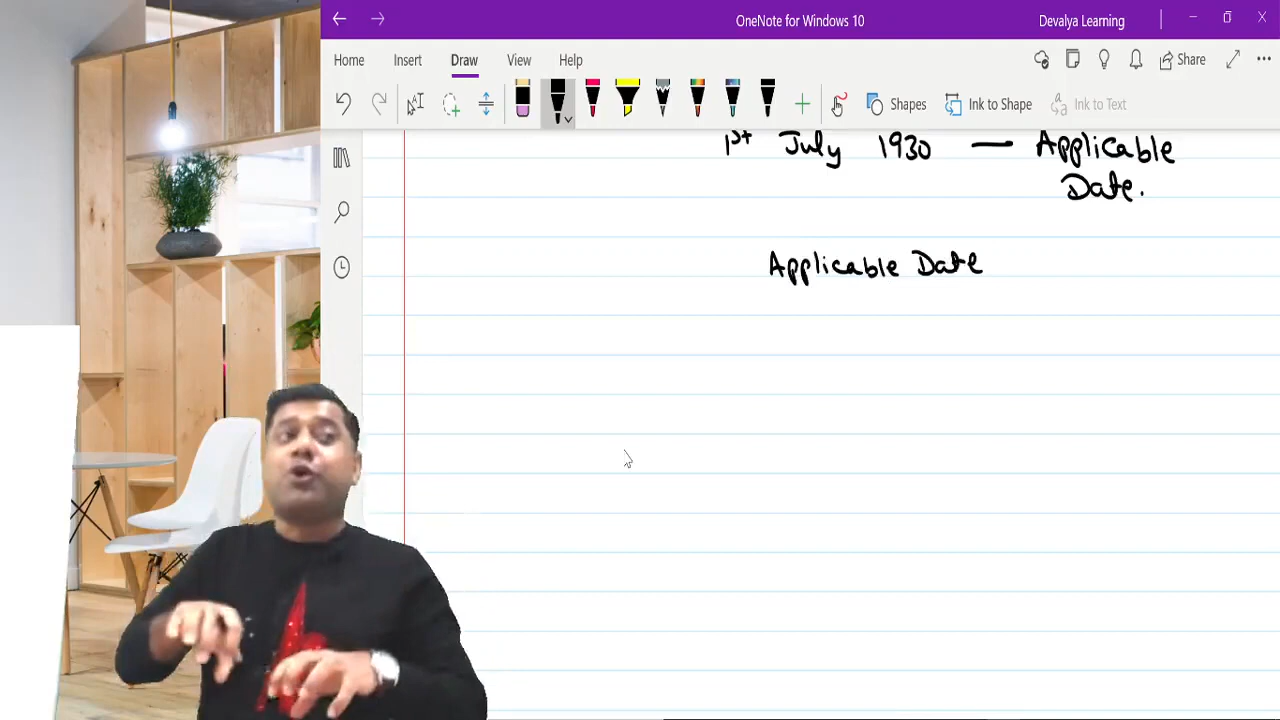 OneNote for Windows 10
Devalya Learning
Home Insert Draw View Help
Share
Shapes
Ink to Shape
Ink to Text
1st July 1930 — Applicable
Date.
Applicable Date